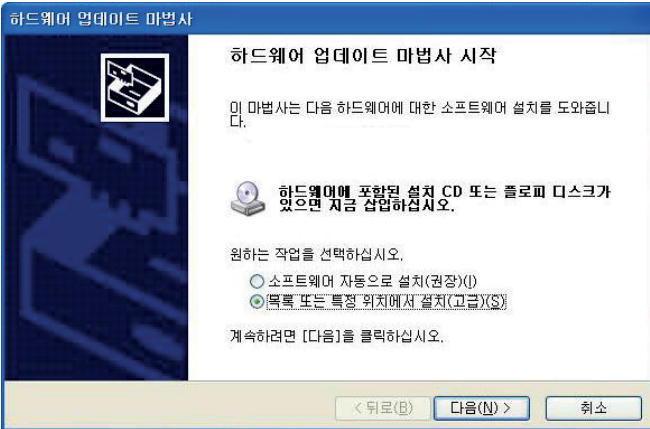 하드웨어 업데이트 마법사
하드웨어 업데이트 마법사 시작
이 마법사는 다음 하드웨어에 대한 소프트웨어 설치를 도와줍니
다.
하드웨어에 포함된 설치 CD 또는 플로피 디스크가
있으면 지금 삽입하십시오.
원하는 작업을 선택하십시오.
소프트웨어 자동으로 설치(권장)(I)
목록 또는 특정 위치에서 설치(고급)(S)
계속하려면 [다음]을 클릭하십시오.
< 뒤로(B) 다음(N) > 취소